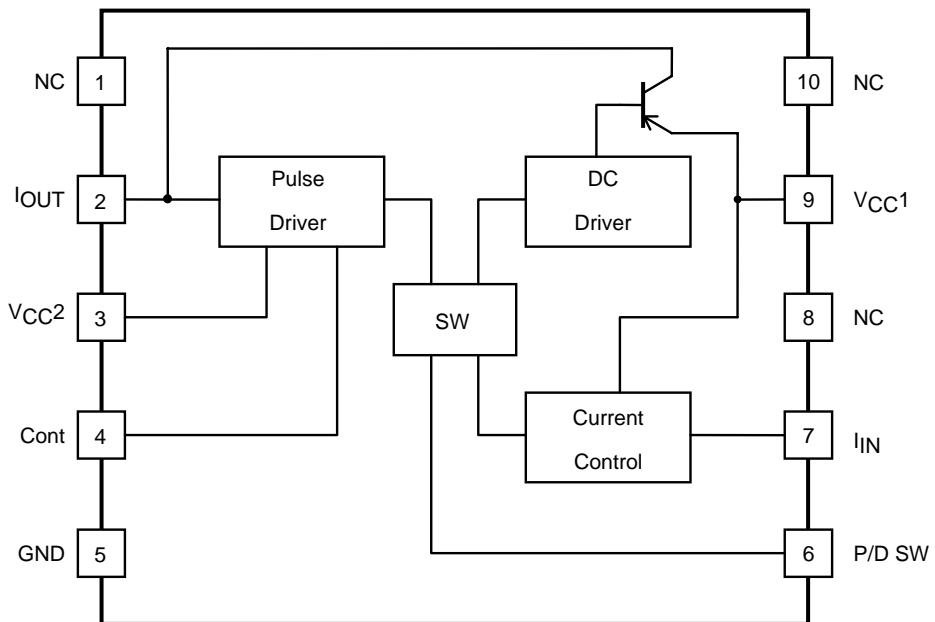 NC 1
10 NC
IOUT 2
Pulse
Driver
DC
Driver
9 VCC1
VCC2 3
SW
8 NC
Cont 4
Current
Control
7 IIN
GND 5
6 P/D SW